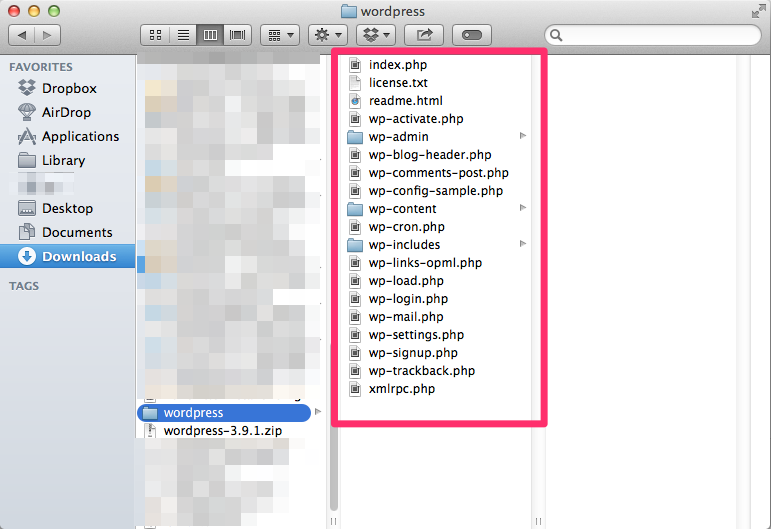 wordpress
FAVORITES
Dropbox
AirDrop
Applications
Library
Desktop
Documents
Downloads
TAGS
wordpress
wordpress-3.9.1.zip
index.php
license.txt
readme.html
wp-activate.php
wp-admin
wp-blog-header.php
wp-comments-post.php
wp-config-sample.php
wp-content
wp-cron.php
wp-includes
wp-links-opml.php
wp-load.php
wp-login.php
wp-mail.php
wp-settings.php
wp-signup.php
wp-trackback.php
xmlrpc.php